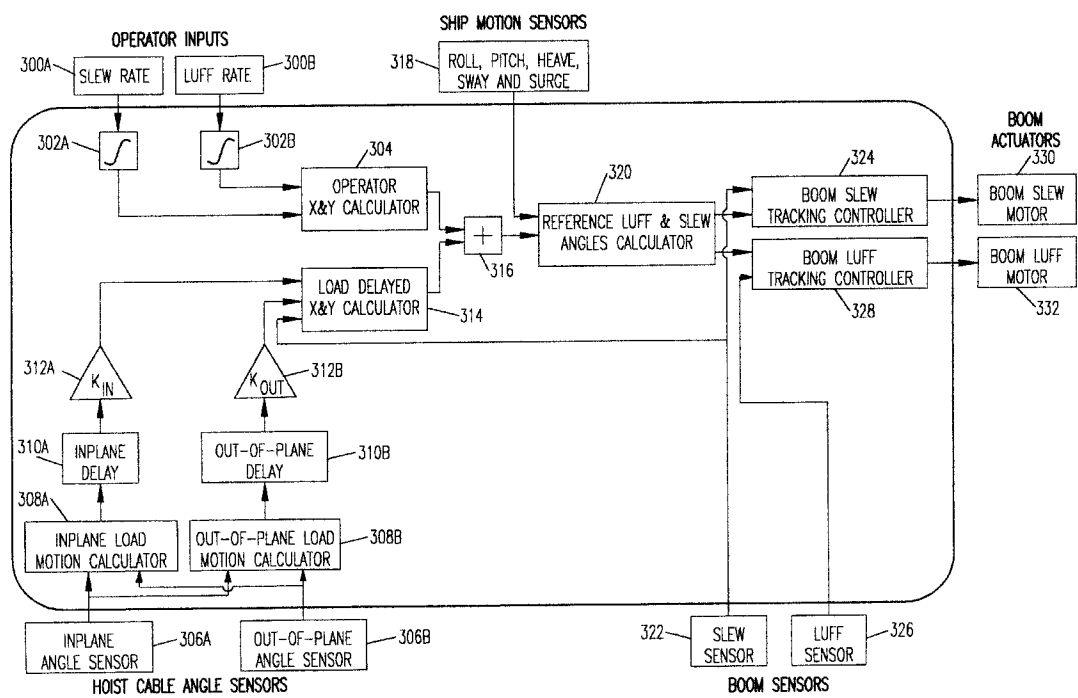 SHIP MOTION SENSORS
OPERATOR INPUTS
300A
SLEW RATE
LUFF RATE
300B
318
ROLL, PITCH, HEAVE,
SWAY AND SURGE
302A
302B
304
OPERATOR
X&Y CALCULATOR
316
320
REFERENCE LUFF & SLEW
ANGLES CALCULATOR
324
BOOM SLEW
TRACKING CONTROLLER
BOOM
ACTUATORS
330
BOOM SLEW
MOTOR
BOOM LUFF
TRACKING CONTROLLER
328
BOOM LUFF
MOTOR
332
LOAD DELAYED
X&Y CALCULATOR
314
312A
KIN
KOUT
312B
310A
INPLANE
DELAY
OUT-OF-PLANE
DELAY
310B
308A
INPLANE LOAD
MOTION CALCULATOR
OUT-OF-PLANE LOAD
MOTION CALCULATOR
308B
INPLANE
ANGLE SENSOR
306A
OUT-OF-PLANE
ANGLE SENSOR
306B
322
SLEW
SENSOR
LUFF
SENSOR
326
HOIST CABLE ANGLE SENSORS
BOOM SENSORS